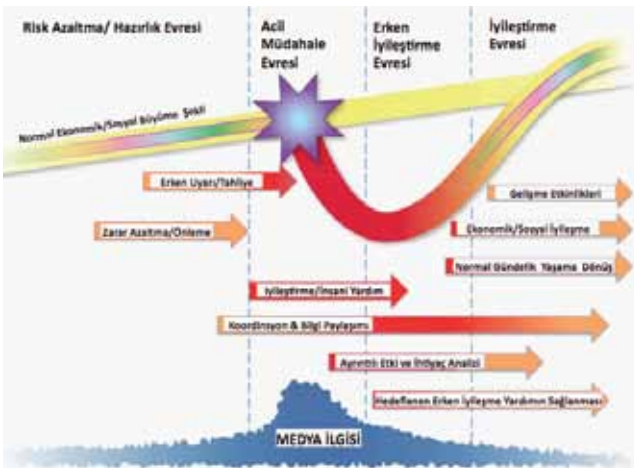 Risk Azaltma/ Hazırlık Evresi
Acil
Müdahale
Evresi
Erken
İyileştirme
Evresi
İyileştirme
Evresi
Normal Ekonomik/Sosyal Büyüme Şekli
Erken Uyarı/Tahliye
Gelişme Etkinlikleri
Zarar Azaltma/Önleme
Ekonomik/Sosyal İyileşme
Normal Gündelik Yaşama Dönüş
İyileştirme/İnsani Yardım
Koordinasyon & Bilgi Paylaşımı
Ayrıntılı Etki ve İhtiyaç Analizi
Hedeflenen Erken İyileşme Yardımın Sağlanması
MEDYA İLGİSİ